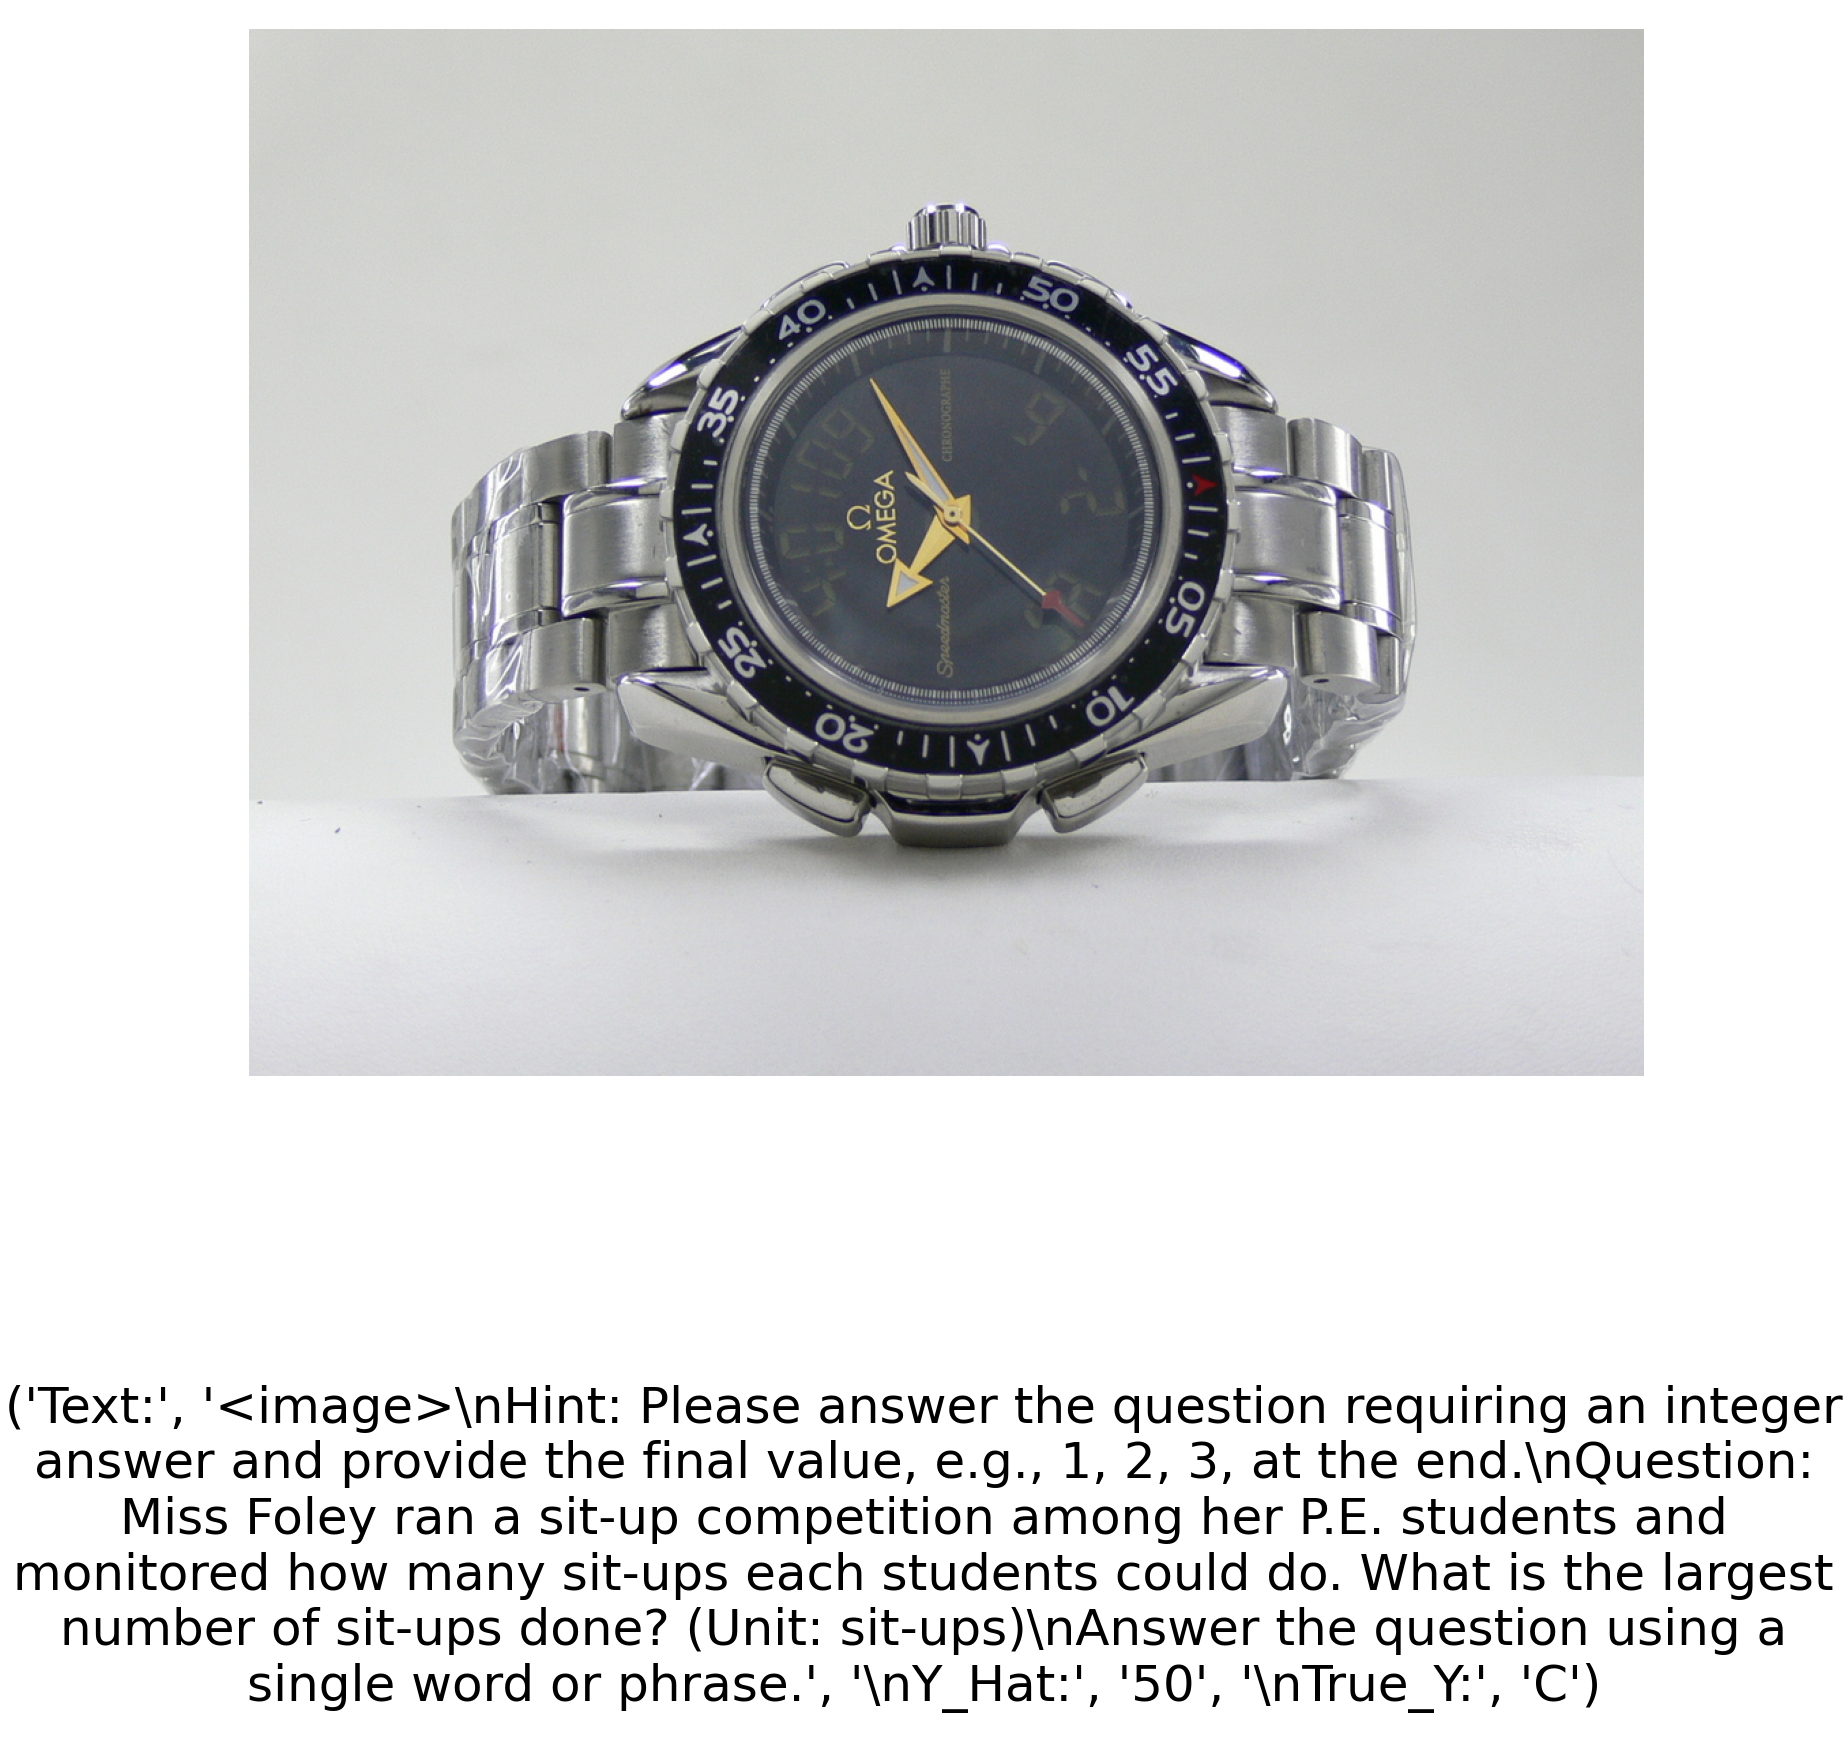 50
40
55
35
CHRONOGRAPHE
Ω
OMEGA
Speedmaster
05
25
10
20
('Text:', '<image>\nHint: Please answer the question requiring an integer
answer and provide the final value, e.g., 1, 2, 3, at the end.\nQuestion:
Miss Foley ran a sit-up competition among her P.E. students and
monitored how many sit-ups each students could do. What is the largest
number of sit-ups done? (Unit: sit-ups)\nAnswer the question using a
single word or phrase.', '\nY_Hat:', '50', '\nTrue_Y:', 'C')